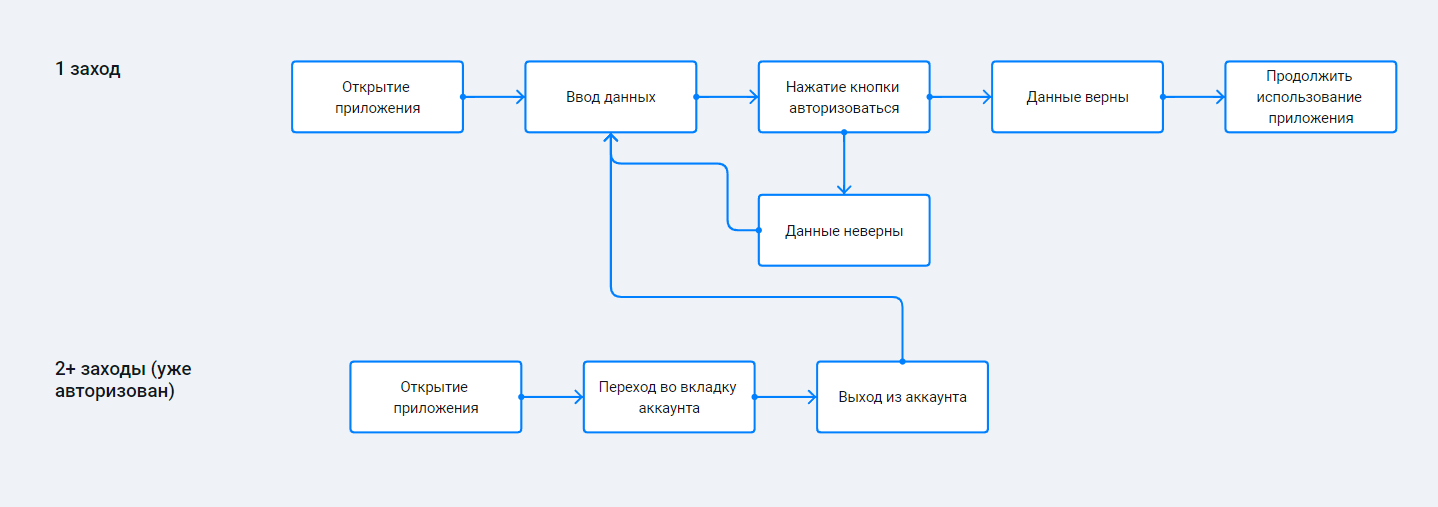 1 заход
Открытие
приложения
Ввод данных
Нажатие кнопки
авторизоваться
Данные верны
Продолжить
использование
приложения
Данные неверны
2+ заходы (уже
авторизован)
Открытие
приложения
Переход во вкладку
аккаунта
Выход из аккаунта